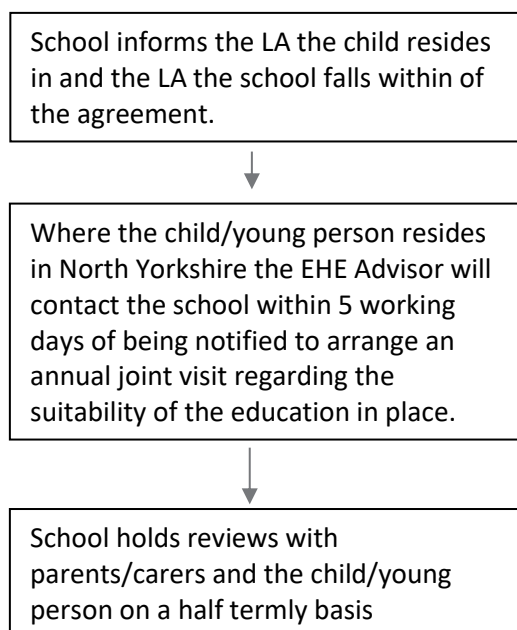 School informs the LA the child resides
in and the LA the school falls within of
the agreement.
Where the child/young person resides
in North Yorkshire the EHE Advisor will
contact the school within 5 working
days of being notified to arrange an
annual joint visit regarding the
suitability of the education in place.
School holds reviews with
parents/carers and the child/young
person on a half termly basis